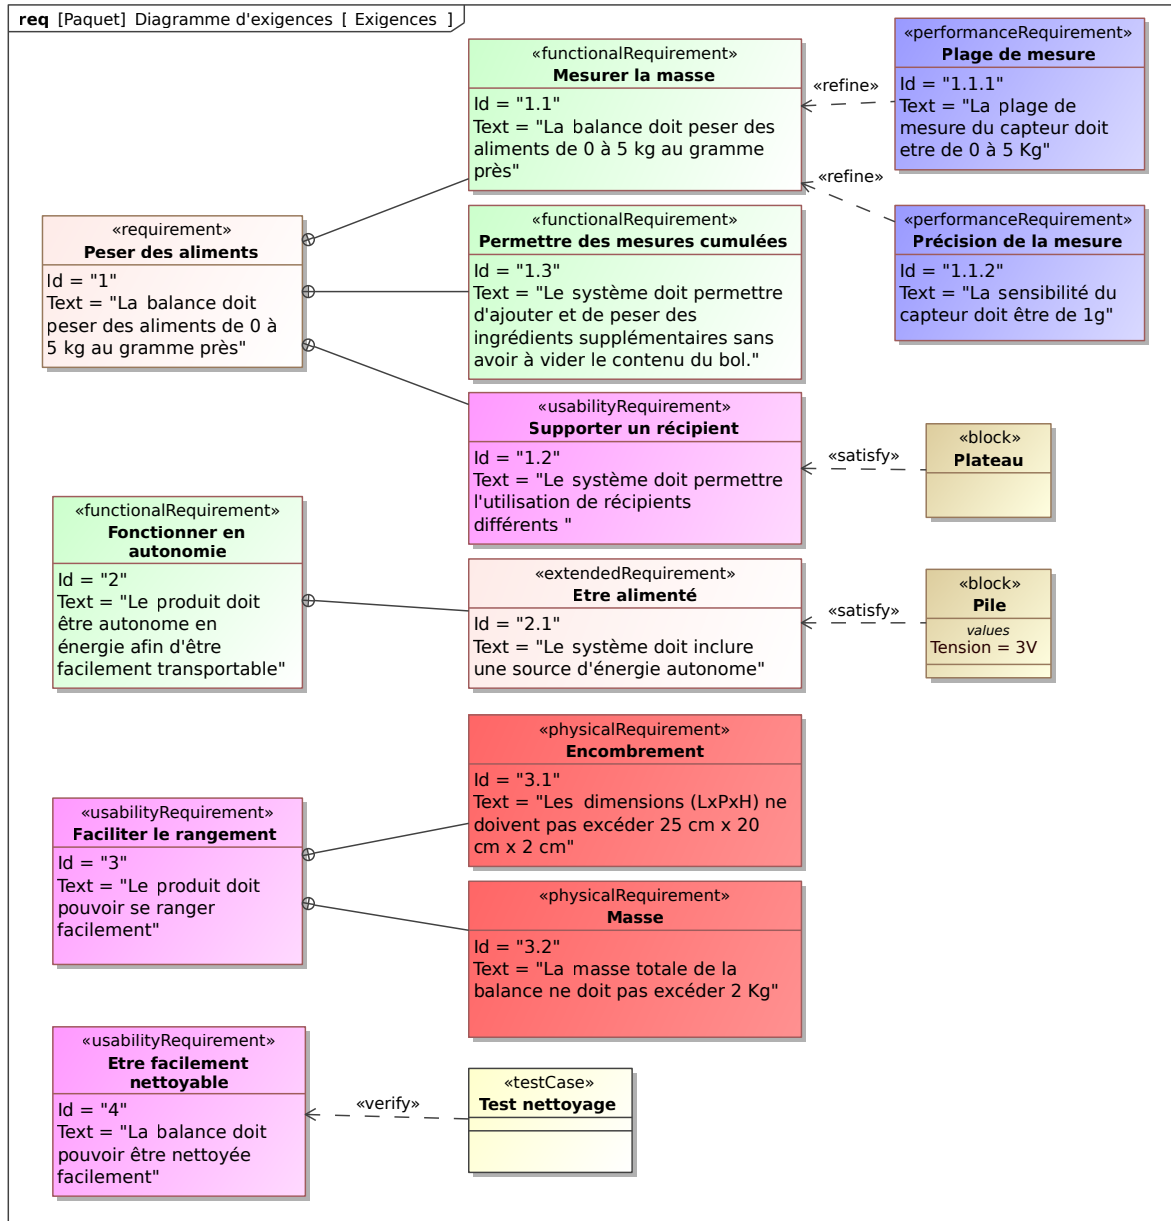 req [Paquet] Diagramme d'exigences [ Exigences ]
«functionalRequirement»
Mesurer la masse
Id = "1.1"
Text = "La balance doit peser des
aliments de 0 à 5 kg au gramme
près"
«refine»
«performanceRequirement»
Plage de mesure
Id = "1.1.1"
Text = "La plage de
mesure du capteur doit
etre de 0 à 5 Kg"
«refine»
«performanceRequirement»
Précision de la mesure
Id = "1.1.2"
Text = "La sensibilité du
capteur doit être de 1g"
«requirement»
Peser des aliments
Id = "1"
Text = "La balance doit
peser des aliments de 0 à
5 kg au gramme près"
«functionalRequirement»
Permettre des mesures cumulées
Id = "1.3"
Text = "Le système doit permettre
d'ajouter et de peser des
ingrédients supplémentaires sans
avoir à vider le contenu du bol."
«usabilityRequirement»
Supporter un récipient
Id = "1.2"
Text = "Le système doit permettre
l'utilisation de récipients
différents "
«satisfy»
«block»
Plateau
«functionalRequirement»
Fonctionner en
autonomie
Id = "2"
Text = "Le produit doit
être autonome en
énergie afin d'être
facilement transportable"
«extendedRequirement»
Etre alimenté
Id = "2.1"
Text = "Le système doit inclure
une source d'énergie autonome"
«satisfy»
«block»
Pile
values
Tension = 3V
«physicalRequirement»
Encombrement
Id = "3.1"
Text = "Les dimensions (LxPxH) ne
doivent pas excéder 25 cm x 20
cm x 2 cm"
«usabilityRequirement»
Faciliter le rangement
Id = "3"
Text = "Le produit doit
pouvoir se ranger
facilement"
«physicalRequirement»
Masse
Id = "3.2"
Text = "La masse totale de la
balance ne doit pas excéder 2 Kg"
«usabilityRequirement»
Etre facilement
nettoyable
Id = "4"
Text = "La balance doit
pouvoir être nettoyée
facilement"
«verify»
«testCase»
Test nettoyage